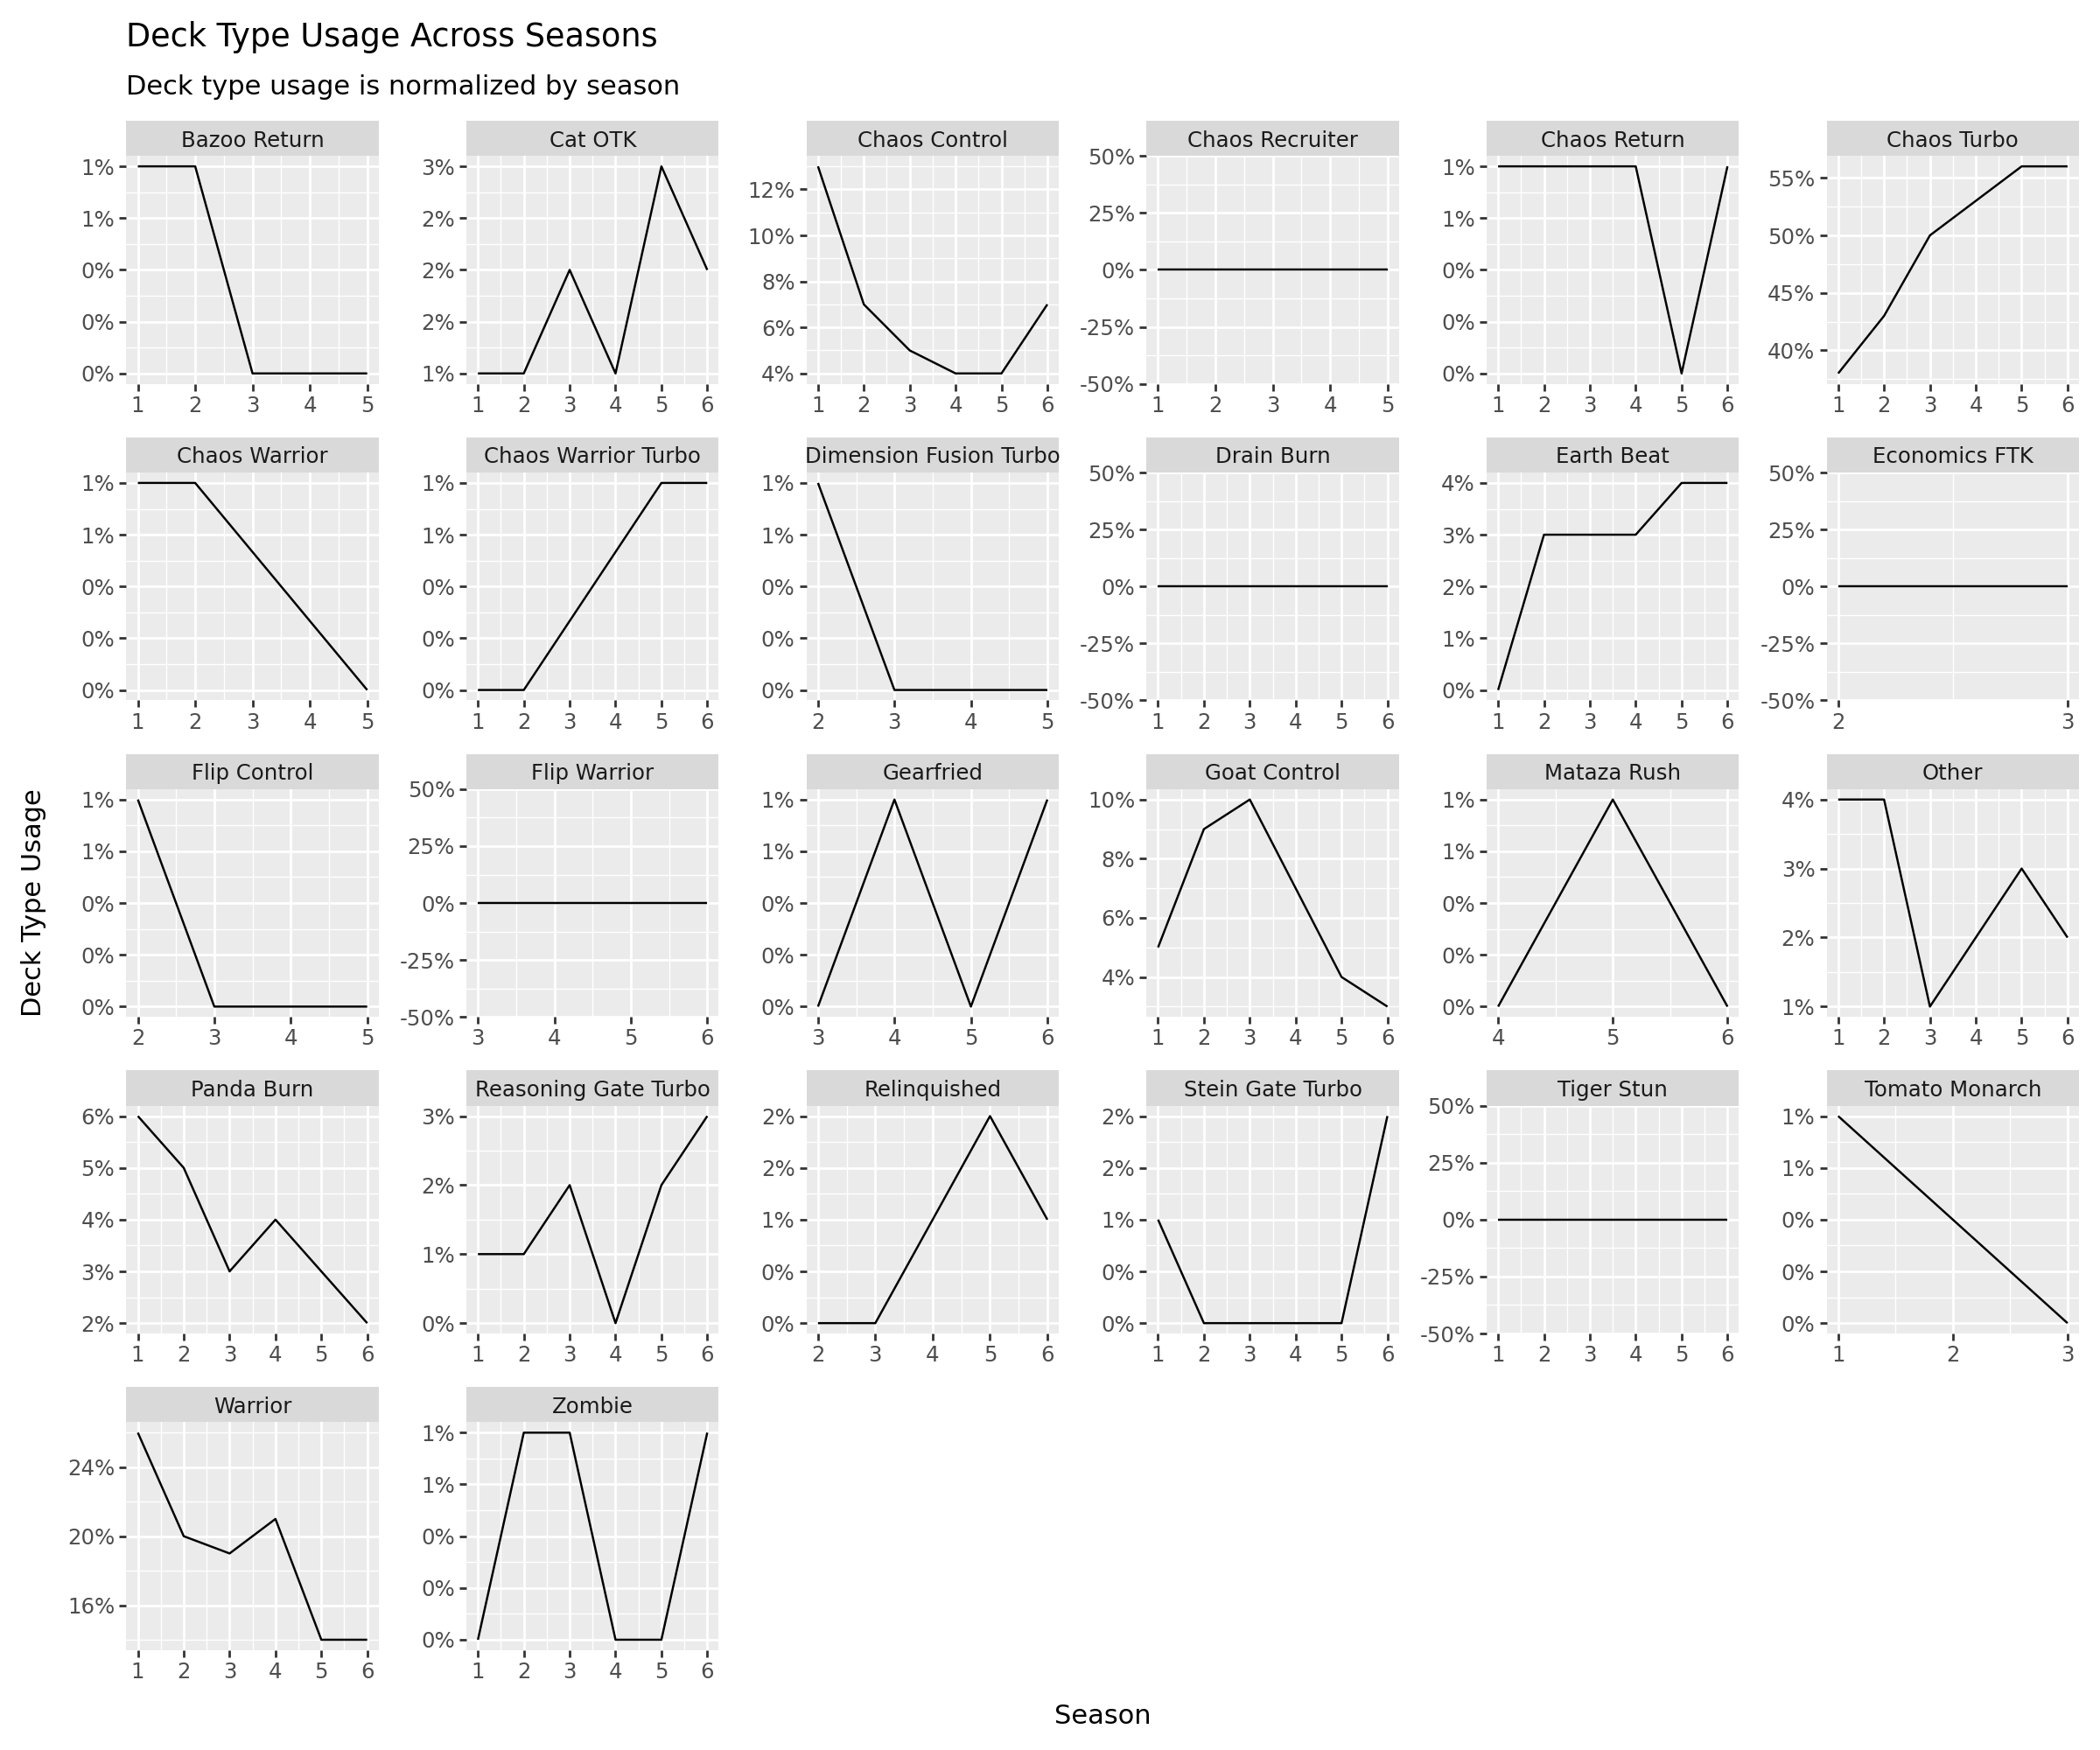 Deck Type Usage Across Seasons
Deck type usage is normalized by season
Deck Type Usage
Bazoo Return
1%
1%
0%
0%
0%
1 2 3 4 5
Cat OTK
3%
2%
2%
2%
1%
1 2 3 4 5 6
Chaos Control
12%
10%
8%
6%
4%
1 2 3 4 5 6
Chaos Recruiter
50%
25%
0%
-25%
-50%
1 2 3 4 5
Chaos Return
1%
1%
0%
0%
0%
1 2 3 4 5 6
Chaos Turbo
55%
50%
45%
40%
1 2 3 4 5 6
Chaos Warrior
1%
1%
0%
0%
0%
1 2 3 4 5
Chaos Warrior Turbo
1%
1%
0%
0%
0%
1 2 3 4 5 6
Dimension Fusion Turbo
1%
1%
0%
0%
0%
2 3 4 5
Drain Burn
50%
25%
0%
-25%
-50%
1 2 3 4 5 6
Earth Beat
4%
3%
2%
1%
0%
1 2 3 4 5 6
Economics FTK
50%
25%
0%
-25%
-50%
2 3
Flip Control
1%
1%
0%
0%
0%
2 3 4 5
Flip Warrior
50%
25%
0%
-25%
-50%
3 4 5 6
Gearfried
1%
1%
0%
0%
0%
3 4 5 6
Goat Control
10%
8%
6%
4%
1 2 3 4 5 6
Mataza Rush
1%
1%
0%
0%
0%
4 5 6
Other
4%
3%
2%
1%
1 2 3 4 5 6
Panda Burn
6%
5%
4%
3%
2%
1 2 3 4 5 6
Reasoning Gate Turbo
3%
2%
1%
0%
1 2 3 4 5 6
Relinquished
2%
2%
1%
0%
0%
2 3 4 5 6
Stein Gate Turbo
2%
2%
1%
0%
0%
1 2 3 4 5 6
Tiger Stun
50%
25%
0%
-25%
-50%
1 2 3 4 5 6
Tomato Monarch
1%
1%
0%
0%
0%
1 2 3
Warrior
24%
20%
16%
1 2 3 4 5 6
Zombie
1%
1%
0%
0%
0%
1 2 3 4 5 6
Season